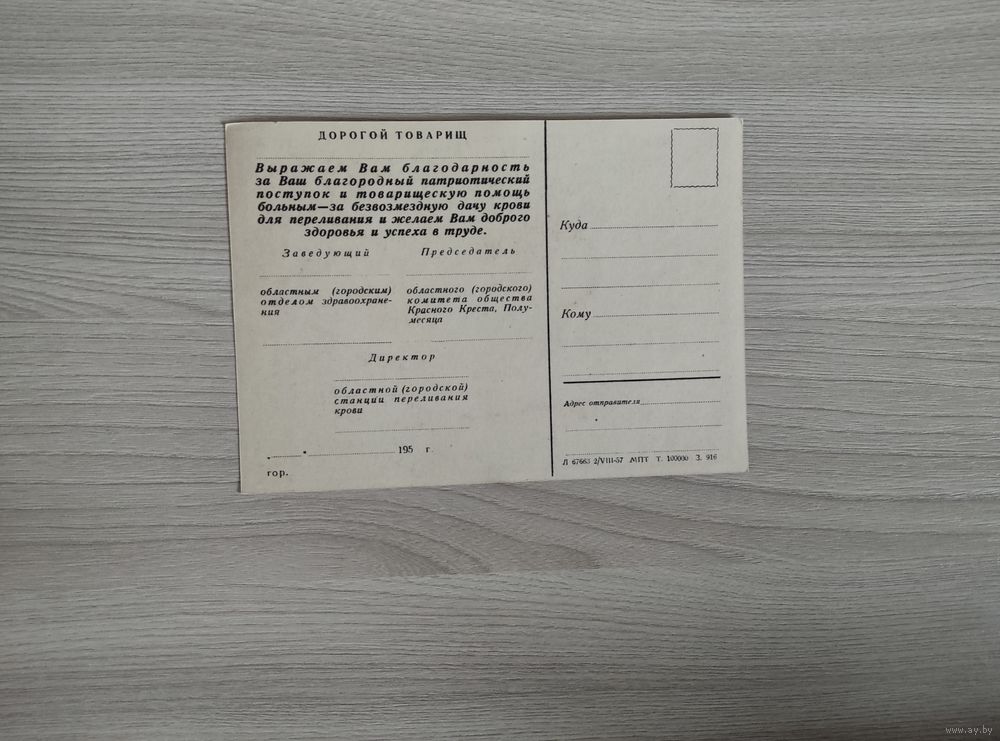 ДОРОГОЙ ТОВАРИЩ
Выражаем Вам благодарность
за Ваш благородный патриотический
поступок и товарищескую помощь
больным—за безвозмездную дачу крови
для переливания и желаем Вам доброго
здоровья и успеха в труде.
Заведующий
областным (городским)
отделом здравоохране-
ния
Председатель
областного (городского)
комитета общества
Красного Креста, Полу-
месяца
Директор
областной (городской)
станции переливания
крови
195 г.
гор.
Куда
Кому
Адрес отправителя
Л 67663 2/VIII-57 МПТ Т. 100000 З. 916
www.ay.by